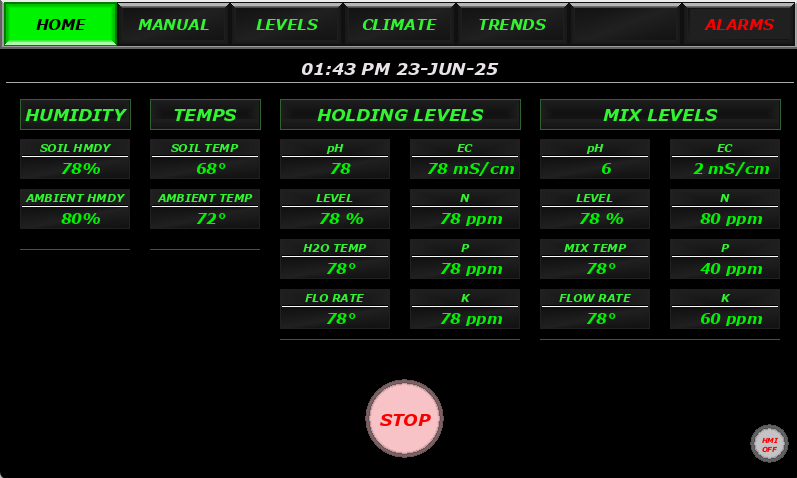 HOME MANUAL LEVELS CLIMATE TRENDS ALARMS
01:43 PM 23-JUN-25
HUMIDITY TEMPS HOLDING LEVELS MIX LEVELS
SOIL HMDY SOIL TEMP pH EC pH EC
78% 68° 78 78 mS/cm 6 2 mS/cm
AMBIENT HMDY AMBIENT TEMP LEVEL N LEVEL N
80% 72° 78 % 78 ppm 78 % 80 ppm
H2O TEMP P MIX TEMP P
78° 78 ppm 78° 40 ppm
FLO RATE K FLOW RATE K
78° 78 ppm 78° 60 ppm
STOP
HMI
OFF